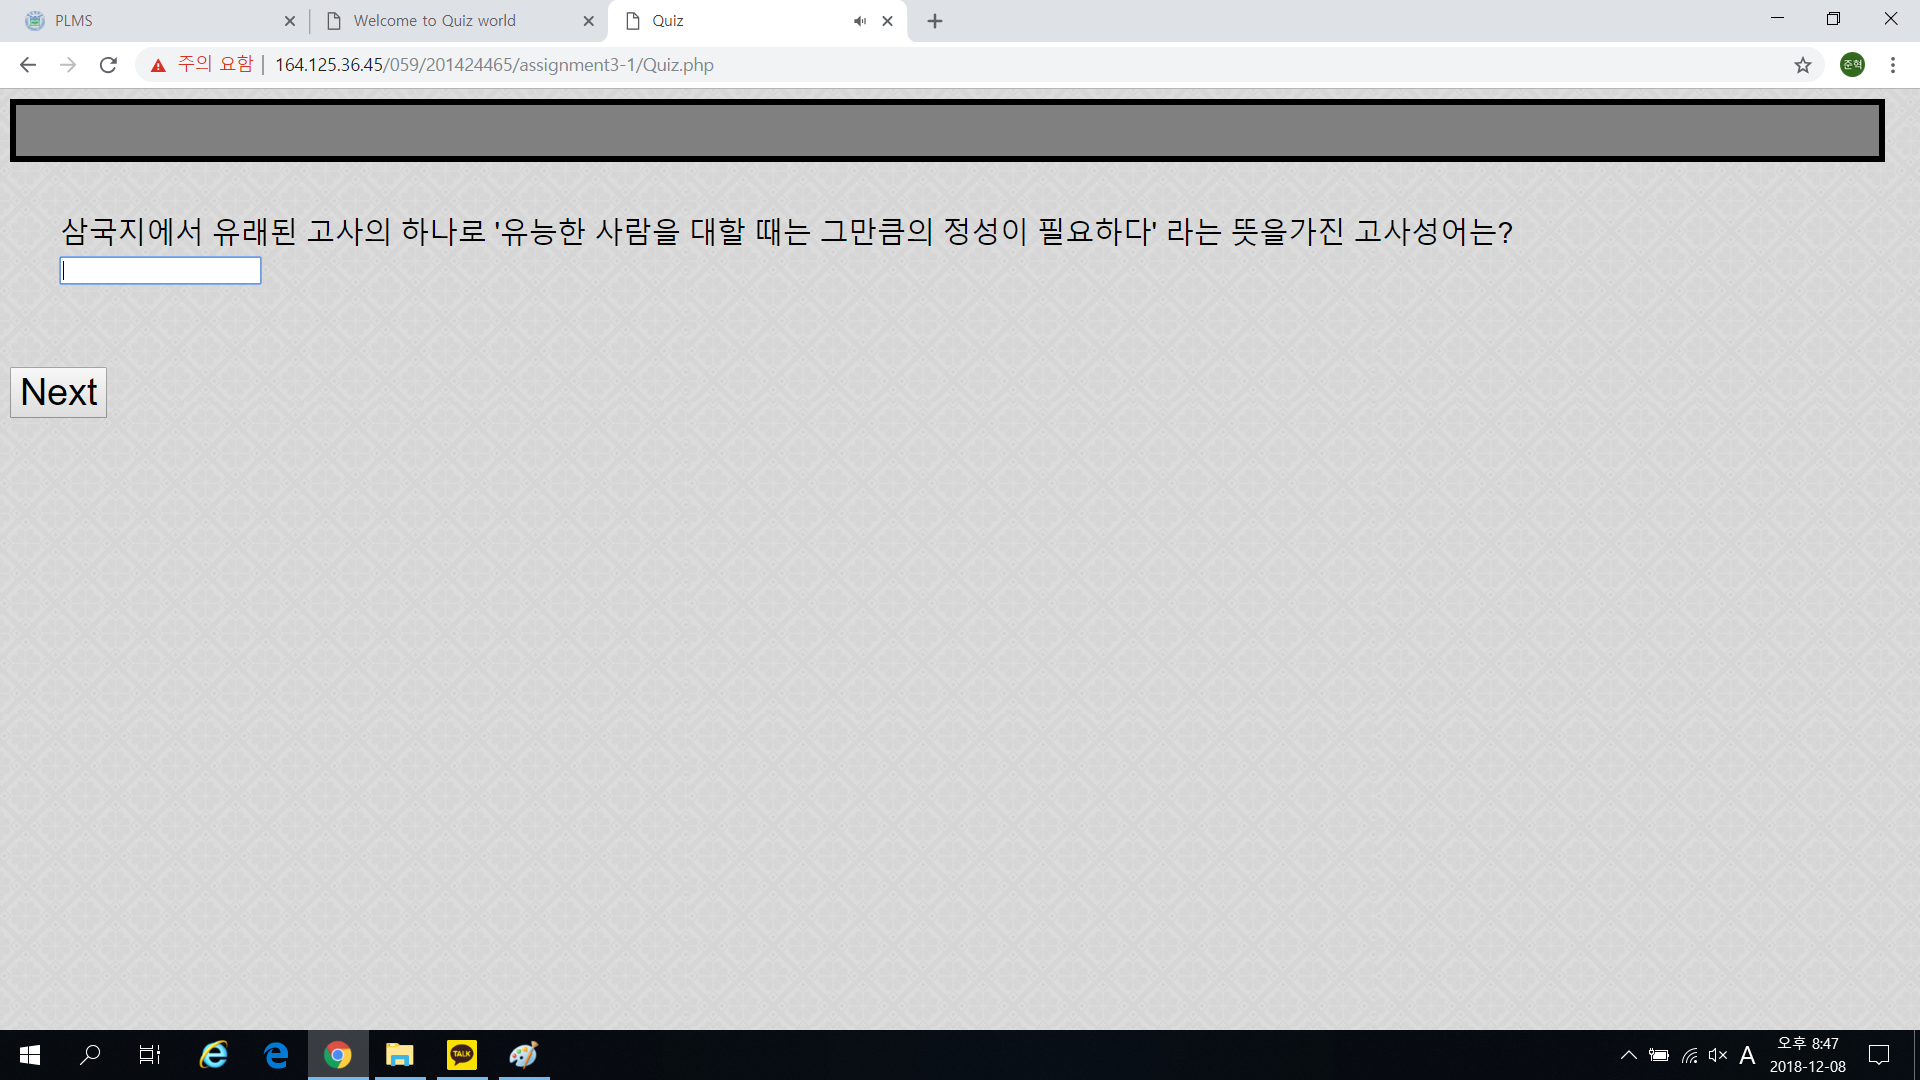 PLMS
Welcome to Quiz world
Quiz
주의 요함 | 164.125.36.45/059/201424465/assignment3-1/Quiz.php
준혁
삼국지에서 유래된 고사의 하나로 '유능한 사람을 대할 때는 그만큼의 정성이 필요하다' 라는 뜻을가진 고사성어는?
Next
TALK
A
오후 8:47
2018-12-08